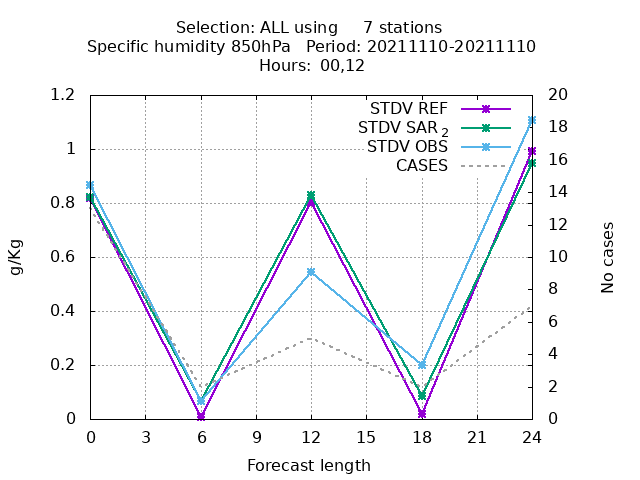 Selection: ALL using     7 stations
Specific humidity 850hPa   Period: 20211110-20211110
Hours: 00,12
STDV REF
STDV SAR 2
STDV OBS
CASES
g/Kg
1.2
1
0.8
0.6
0.4
0.2
0
No cases
20
18
16
14
12
10
8
6
4
2
0
0 3 6 9 12 15 18 21 24
Forecast length